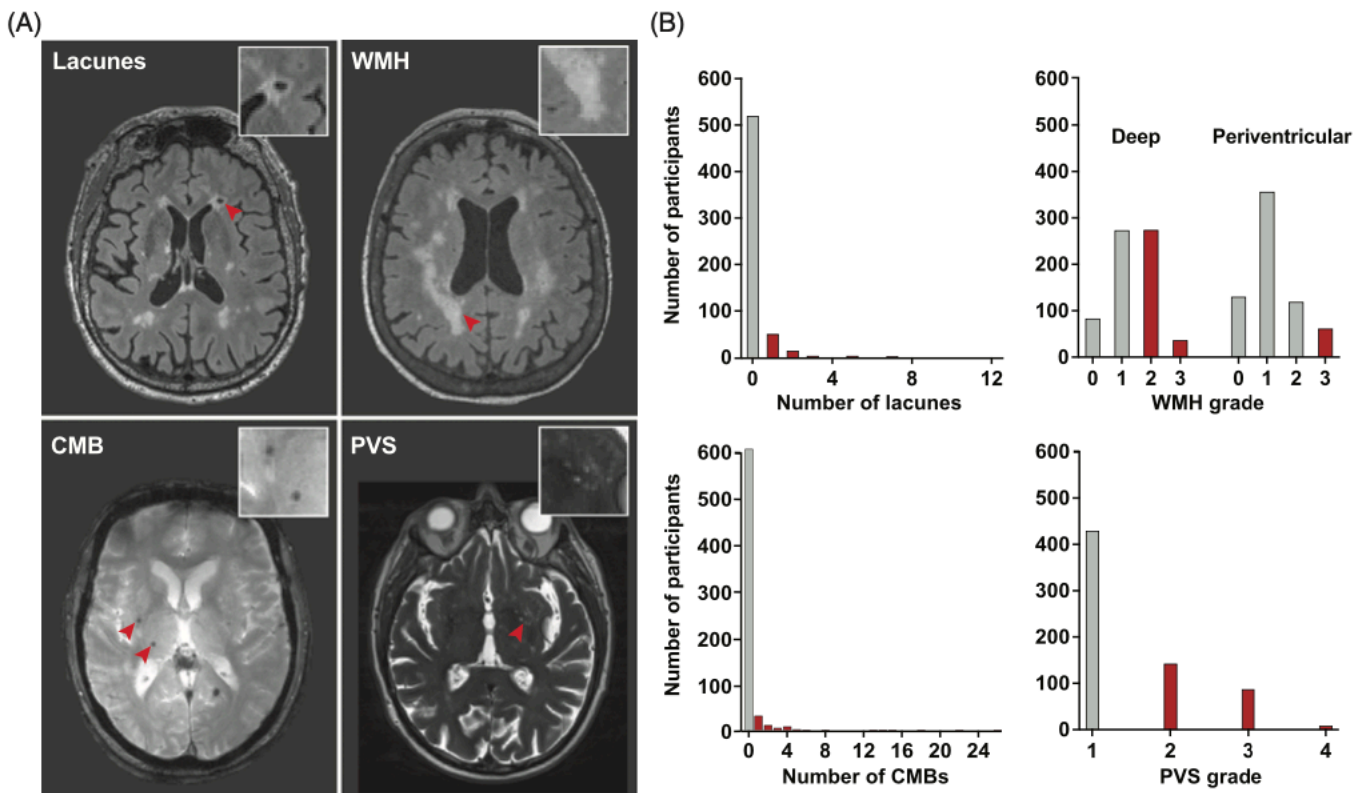 (A)
Lacunes
WMH
CMB
PVS
(B)
600
500
400
300
200
100
0
Number of participants
0 4 8 12
Number of lacunes
600
500
400
300
200
100
0
Deep Periventricular
0 1 2 3 0 1 2 3
WMH grade
600
500
400
300
200
100
0
Number of participants
0 4 8 12 16 20 24
Number of CMBs
600
500
400
300
200
100
0
1 2 3 4
PVS grade